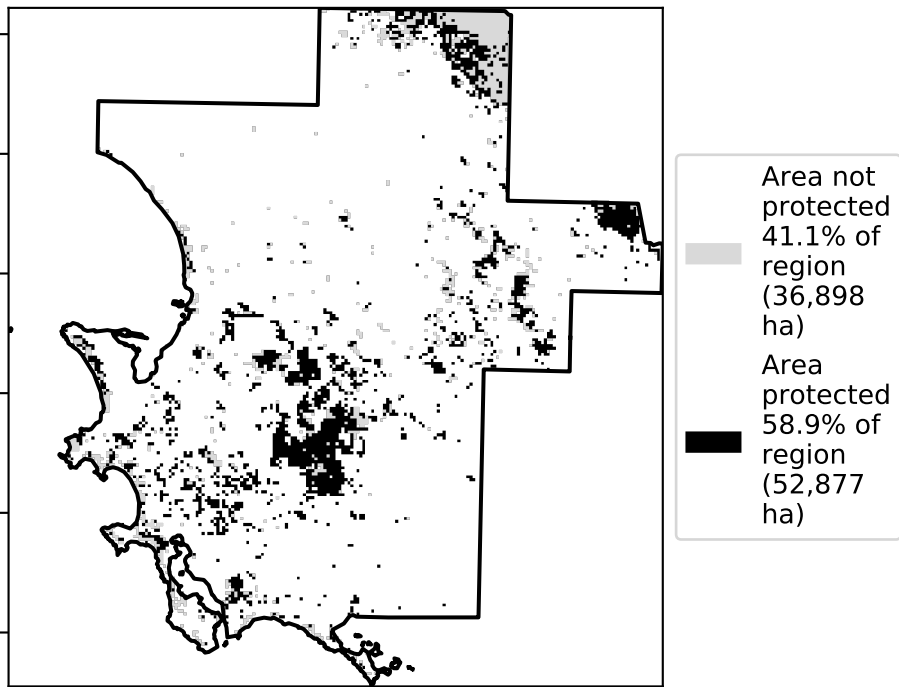 Area not
protected
41.1% of
region
(36,898
ha)
Area
protected
58.9% of
region
(52,877
ha)